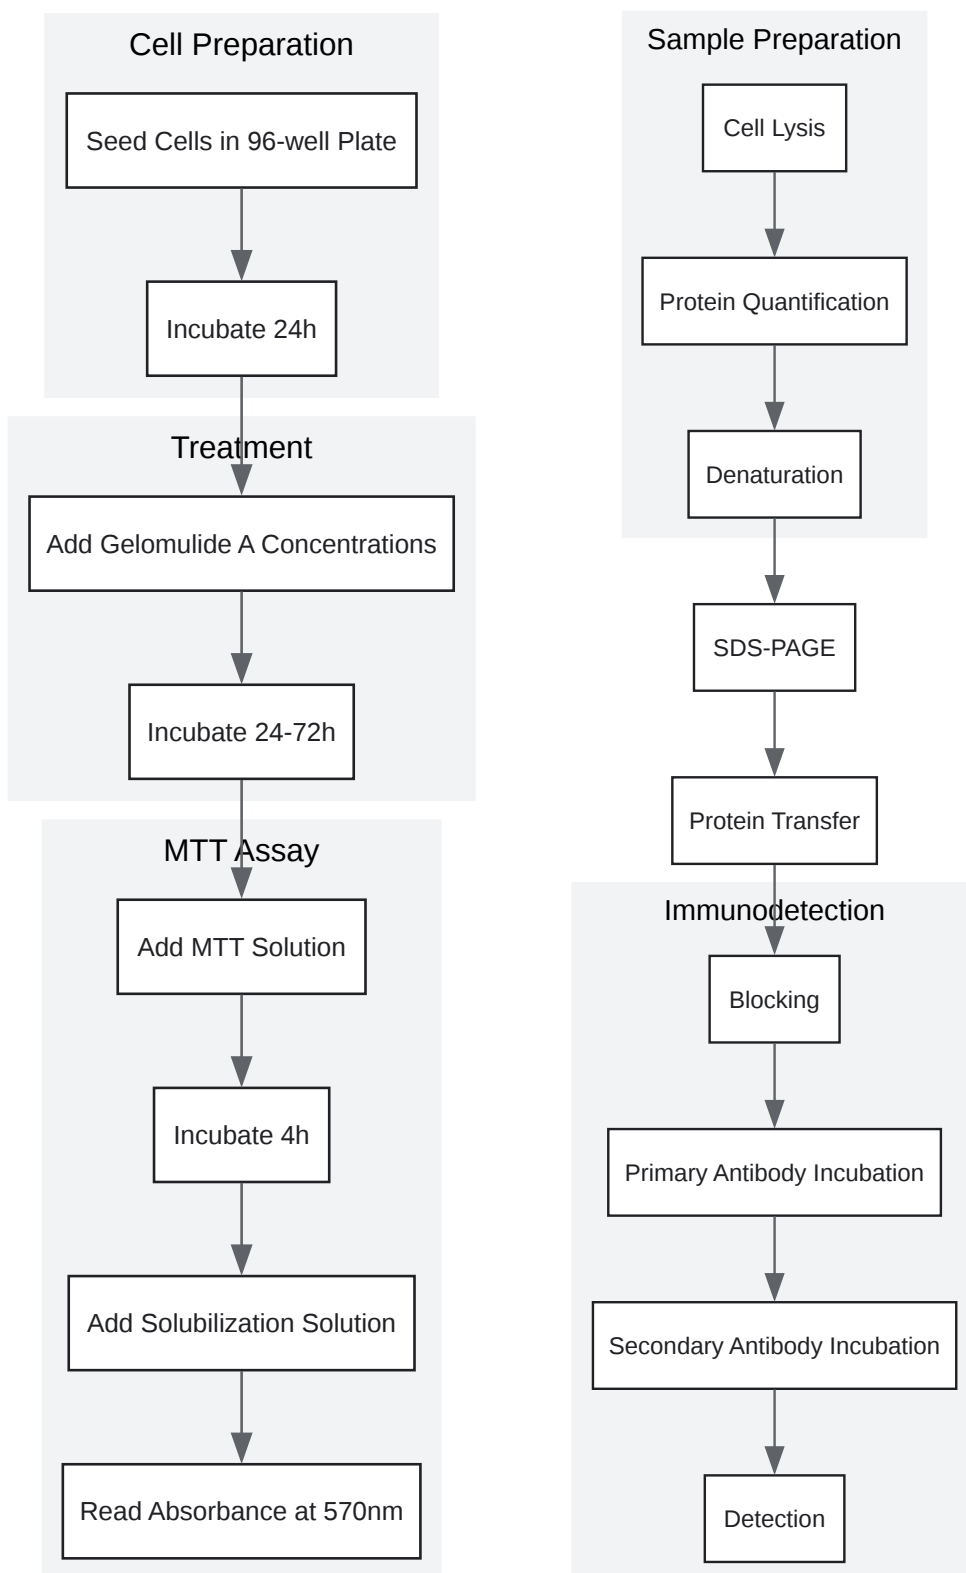 Cell Preparation
Seed Cells in 96-well Plate
Incubate 24h
Treatment
Add Gelomulide A Concentrations
Incubate 24-72h
MTT Assay
Add MTT Solution
Incubate 4h
Add Solubilization Solution
Read Absorbance at 570nm
Sample Preparation
Cell Lysis
Protein Quantification
Denaturation
SDS-PAGE
Protein Transfer
Immunodetection
Blocking
Primary Antibody Incubation
Secondary Antibody Incubation
Detection